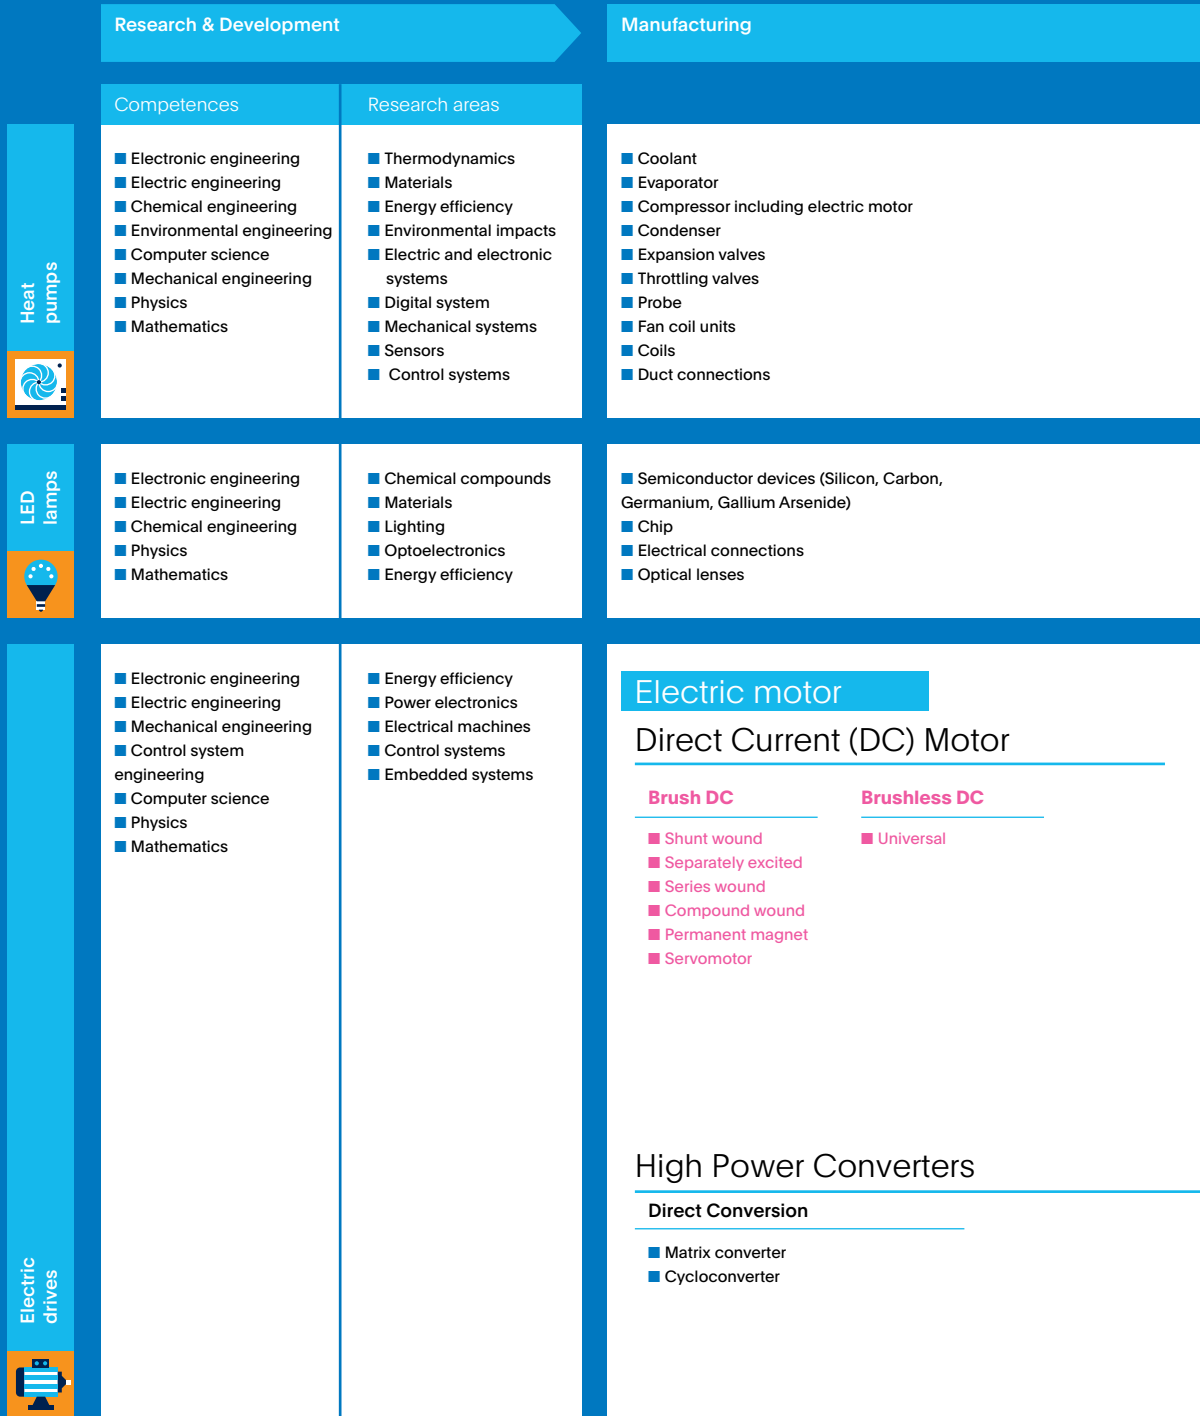 Research & Development
Manufacturing
Competences
Research areas
Heat
pumps
Electronic engineering
Electric engineering
Chemical engineering
Environmental engineering
Computer science
Mechanical engineering
Physics
Mathematics
Thermodynamics
Materials
Energy efficiency
Environmental impacts
Electric and electronic
systems
Digital system
Mechanical systems
Sensors
Control systems
Coolant
Evaporator
Compressor including electric motor
Condenser
Expansion valves
Throttling valves
Probe
Fan coil units
Coils
Duct connections
LED
lamps
Electronic engineering
Electric engineering
Chemical engineering
Physics
Mathematics
Chemical compounds
Materials
Lighting
Optoelectronics
Energy efficiency
Semiconductor devices (Silicon, Carbon,
Germanium, Gallium Arsenide)
Chip
Electrical connections
Optical lenses
Electric
drives
Electronic engineering
Electric engineering
Mechanical engineering
Control system
engineering
Computer science
Physics
Mathematics
Energy efficiency
Power electronics
Electrical machines
Control systems
Embedded systems
Electric motor
Direct Current (DC) Motor
Brush DC
Shunt wound
Separately excited
Series wound
Compound wound
Permanent magnet
Servomotor
Brushless DC
Universal
High Power Converters
Direct Conversion
Matrix converter
Cycloconverter